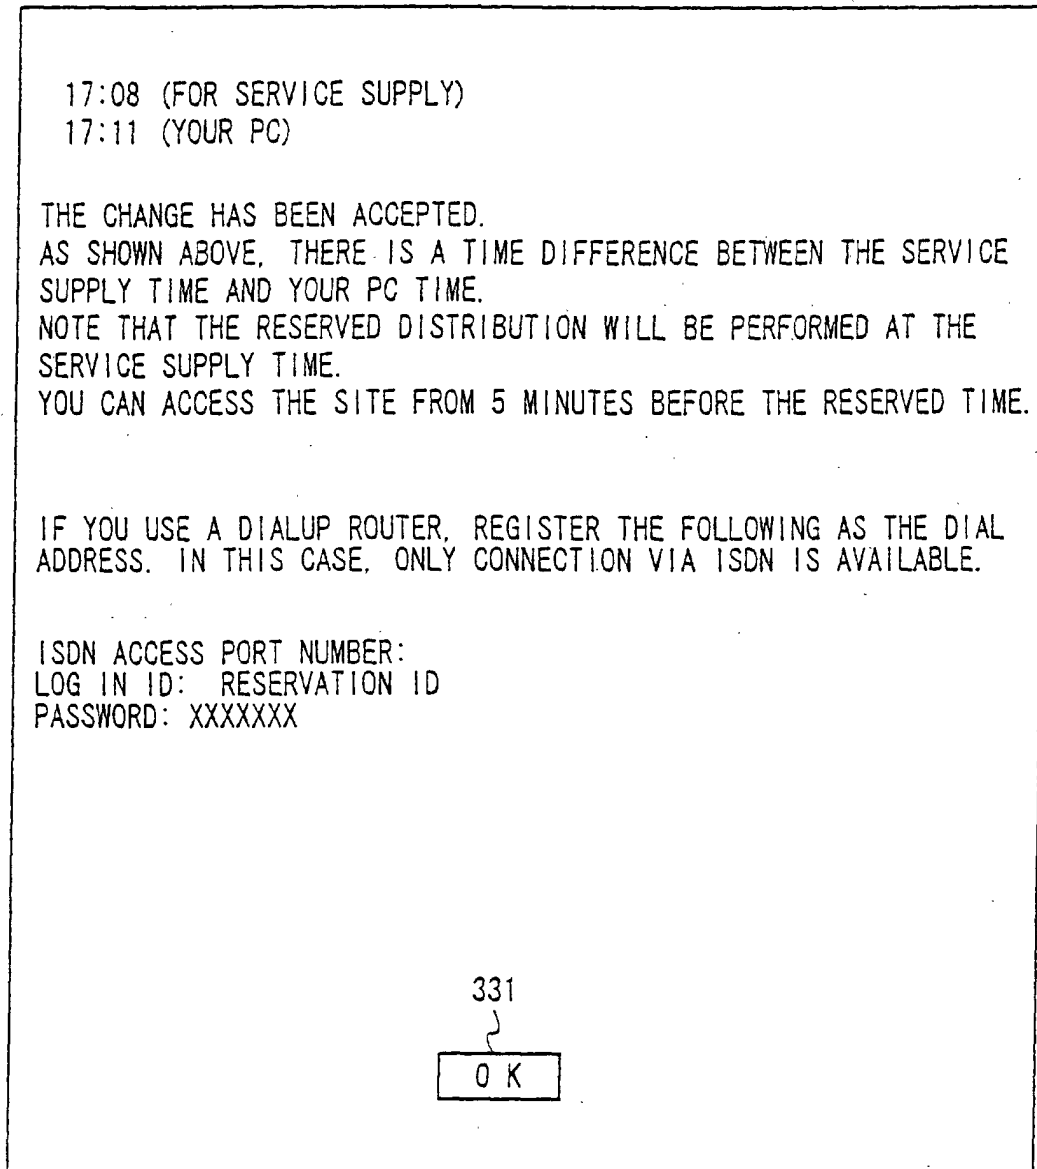 17:08 (FOR SERVICE SUPPLY)
17:11 (YOUR PC)
THE CHANGE HAS BEEN ACCEPTED.
AS SHOWN ABOVE, THERE IS A TIME DIFFERENCE BETWEEN THE SERVICE
SUPPLY TIME AND YOUR PC TIME.
NOTE THAT THE RESERVED DISTRIBUTION WILL BE PERFORMED AT THE
SERVICE SUPPLY TIME.
YOU CAN ACCESS THE SITE FROM 5 MINUTES BEFORE THE RESERVED TIME.
IF YOU USE A DIALUP ROUTER, REGISTER THE FOLLOWING AS THE DIAL
ADDRESS. IN THIS CASE, ONLY CONNECTION VIA ISDN IS AVAILABLE.
ISDN ACCESS PORT NUMBER:
LOG IN ID: RESERVATION ID
PASSWORD: XXXXXXX
331
OK